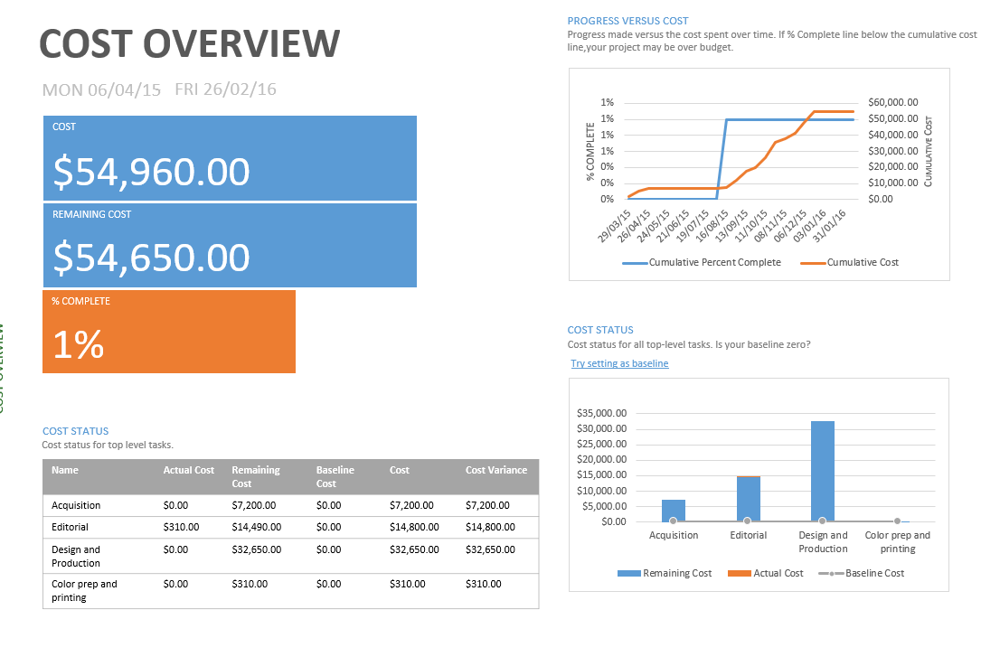 COST OVERVIEW
MON 06/04/15 FRI 26/02/16
COST
$54,960.00
REMAINING COST
$54,650.00
% COMPLETE
1%
COST OVERVIEW
COST STATUS
Cost status for top level tasks.
Name Actual Cost Remaining Cost Baseline Cost Cost Cost Variance
Acquisition $0.00 $7,200.00 $0.00 $7,200.00 $7,200.00
Editorial $310.00 $14,490.00 $0.00 $14,800.00 $14,800.00
Design and Production $0.00 $32,650.00 $0.00 $32,650.00 $32,650.00
Color prep and printing $0.00 $310.00 $0.00 $310.00 $310.00
PROGRESS VERSUS COST
Progress made versus the cost spent over time. If % Complete line below the cumulative cost
line,your project may be over budget.
% COMPLETE
1%
1%
1%
1%
0%
0%
0%
$60,000.00
$50,000.00
$40,000.00
$30,000.00
$20,000.00
$10,000.00
$0.00
CUMULATIVE COST
29/03/15 26/04/15 24/05/15 21/06/15 19/07/15 16/08/15 13/09/15 11/10/15 08/11/15 06/12/15 03/01/16 31/01/16
Cumulative Percent Complete Cumulative Cost
COST STATUS
Cost status for all top-level tasks. Is your baseline zero?
Try setting as baseline
$35,000.00
$30,000.00
$25,000.00
$20,000.00
$15,000.00
$10,000.00
$5,000.00
$0.00
Acquisition Editorial Design and Production Color prep and printing
Remaining Cost Actual Cost Baseline Cost